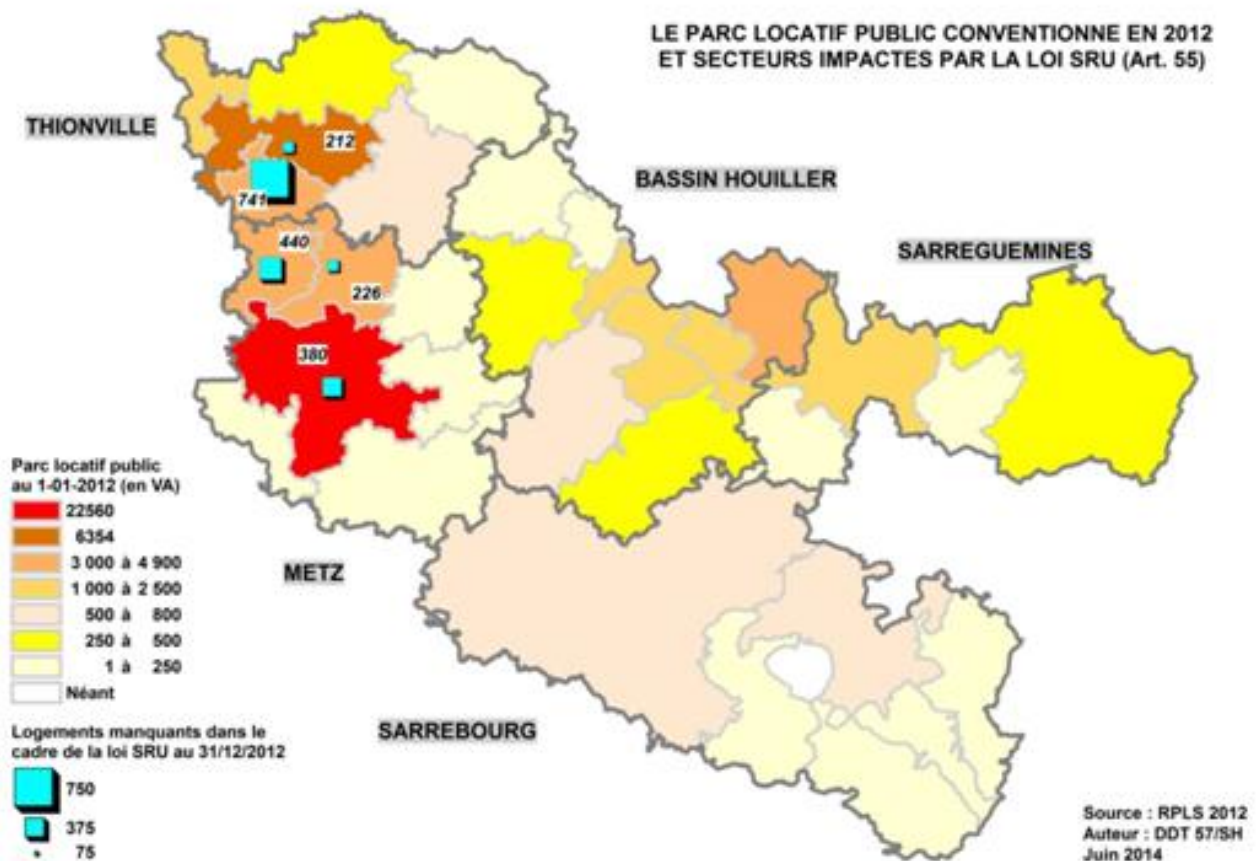 LE PARC LOCATIF PUBLIC CONVENTIONNE EN 2012
ET SECTEURS IMPACTES PAR LA LOI SRU (Art. 55)
THIONVILLE
212
BASSIN HOUILLER
741
440
SARREGUEMINES
226
380
Parc locatif public
au 1-01-2012 (en VA)
22560
6354
3 000 à 4 900
1 000 à 2 500
500 à 800
250 à 500
1 à 250
Néant
METZ
SARREBOURG
Logements manquants dans le
cadre de la loi SRU au 31/12/2012
750
375
75
Source : RPLS 2012
Auteur : DDT 57/SH
Juin 2014